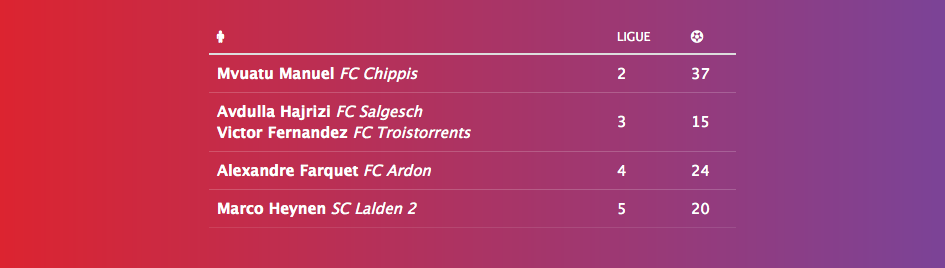 LIGUE
Mvuatu Manuel FC Chippis 2 37
Avdulla Hajrizi FC Salgesch
Victor Fernandez FC Troistorrents
3 15
Alexandre Farquet FC Ardon 4 24
Marco Heynen SC Lalden 2 5 20